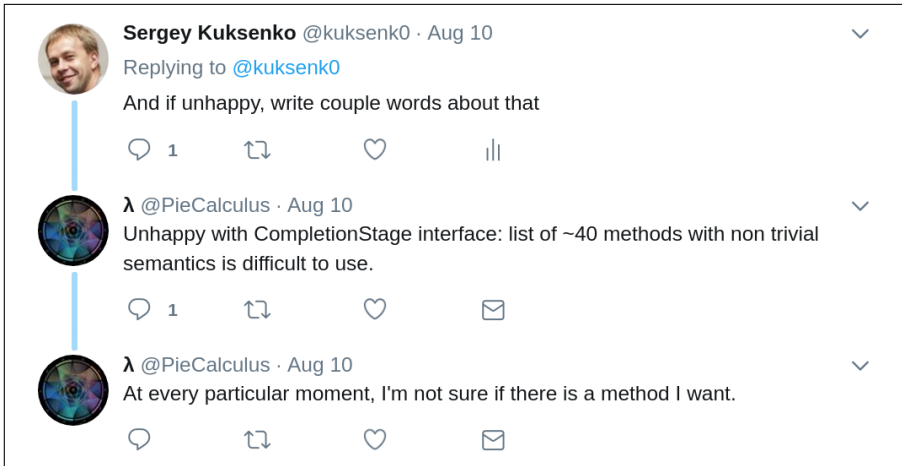 Sergey Kuksenko @kuksenk0 · Aug 10
Replying to @kuksenk0
And if unhappy, write couple words about that
1
λ @PieCalculus · Aug 10
Unhappy with CompletionStage interface: list of ~40 methods with non trivial
semantics is difficult to use.
1
λ @PieCalculus · Aug 10
At every particular moment, I'm not sure if there is a method I want.